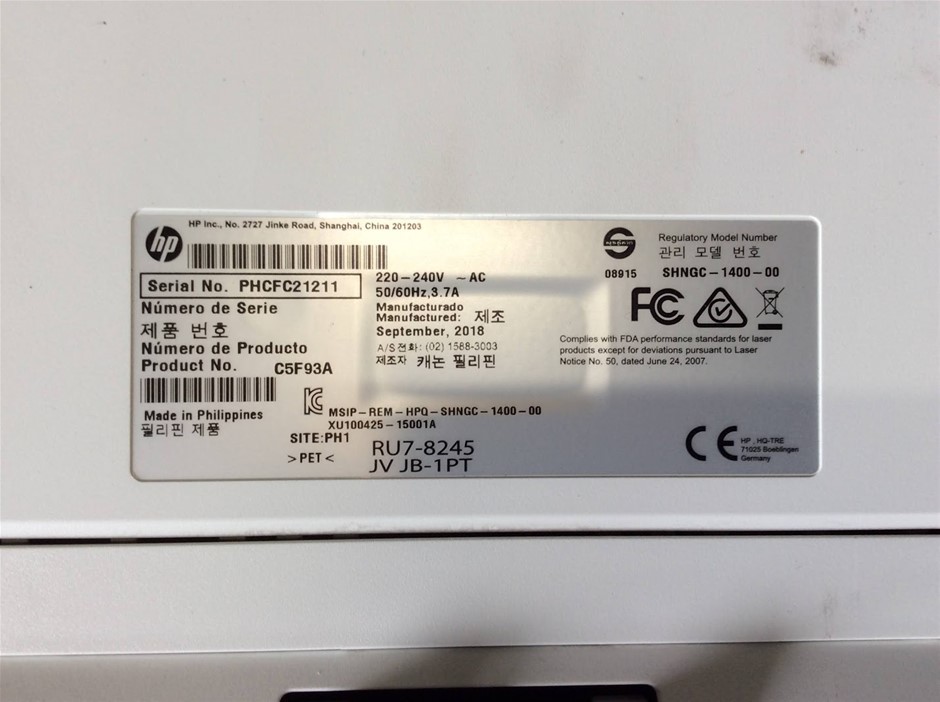 hp
HP Inc., No. 2727 Jinke Road, Shanghai, China 201203
Serial No. PHCFC21211
Número de Serie
제품 번호
Número de Producto
Product No. C5F93A
Made in Philippines
필리핀 제품
220-240V ~ AC
50/60Hz,3.7A
Manufacturado
Manufactured: 제조
September, 2018
A/S전화: (02) 1588-3003
제조자 캐논 필리핀
MSIP-REM-HPQ-SHNGC-1400-00
XU100425-15001A
SITE:PH1
>PET<
RU7-8245
JV JB-1PT
08915
Regulatory Model Number
관리 모델 번호
SHNGC-1400-00
FC
Complies with FDA performance standards for laser
products except for deviations pursuant to Laser
Notice No. 50, dated June 24, 2007.
CE
HP , HQ-TRE
71025 Boeblingen
Germany